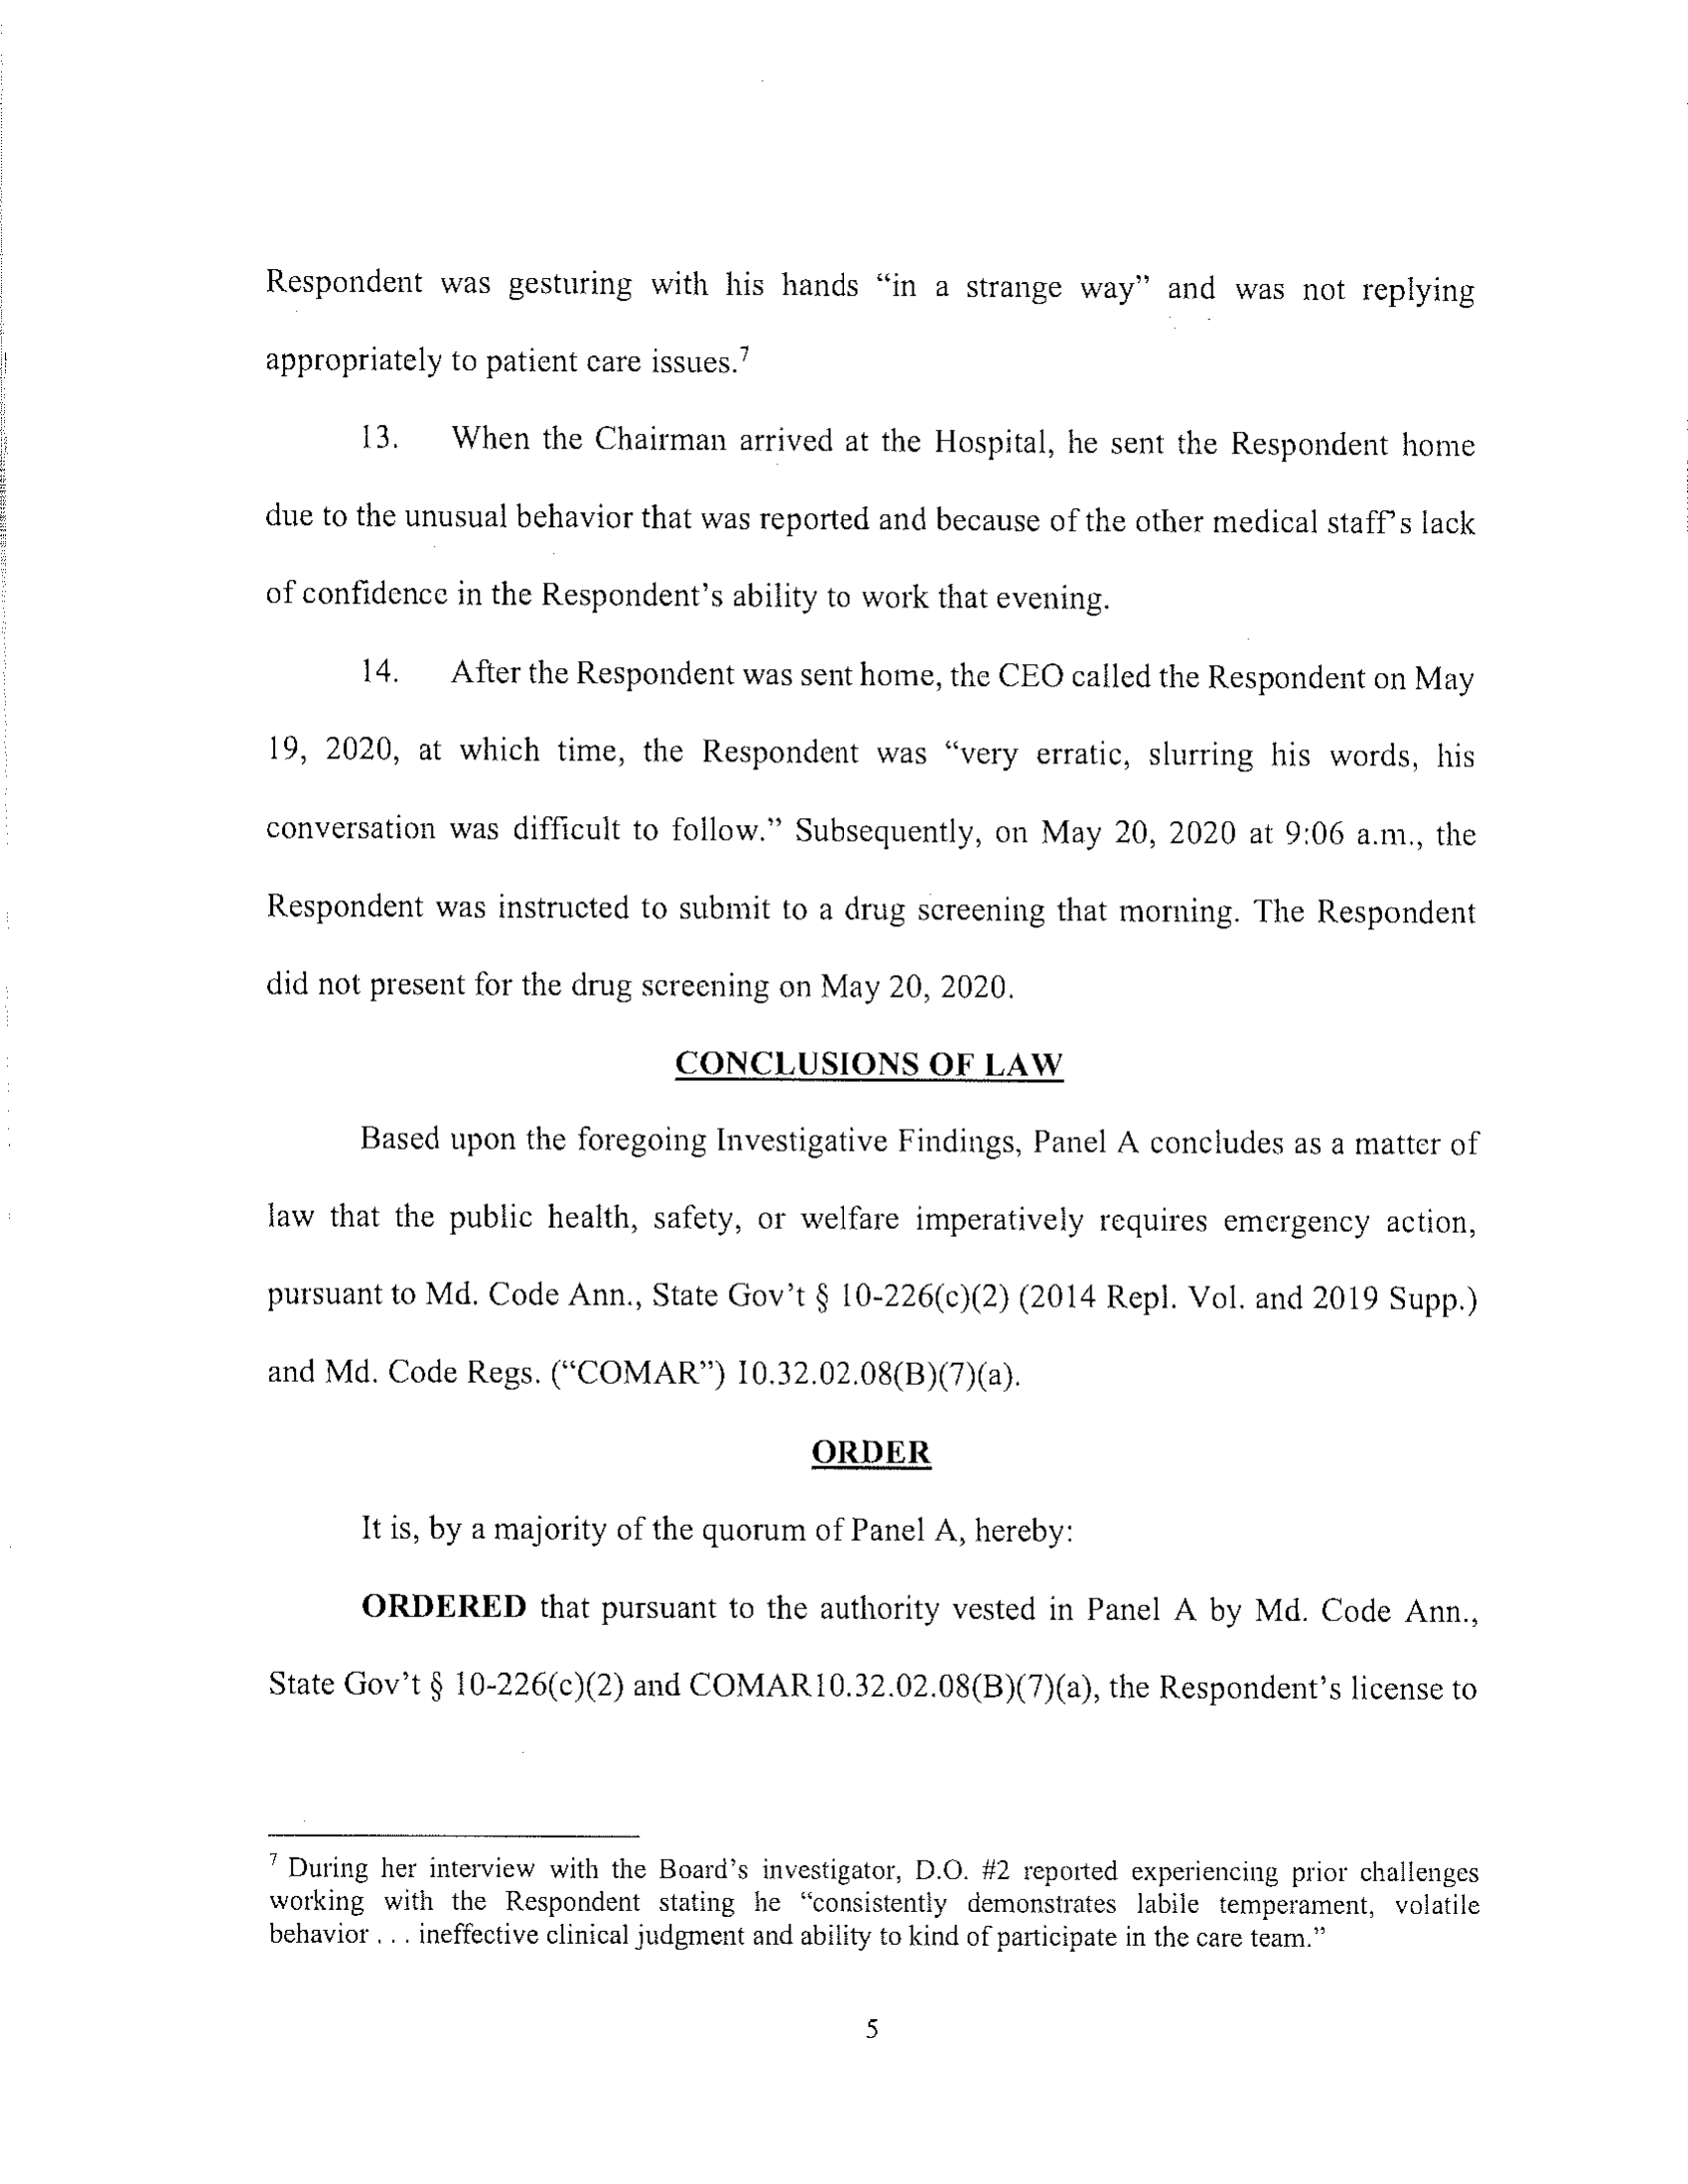 Respondent was gesturing with his hands “in a strange way” and was not replying
appropriately to patient care issues.7
13. When the Chairman arrived at the Hospital, he sent the Respondent home
due to the unusual behavior that was reported and because of the other medical staff’s lack
of confidence in the Respondent’s ability to work that evening.
14. After the Respondent was sent home, the CEO called the Respondent on May
19, 2020, at which time, the Respondent was “very erratic, slurring his words, his
conversation was difficult to follow.” Subsequently, on May 20, 2020 at 9:06 a.m., the
Respondent was instructed to submit to a drug screening that morning. The Respondent
did not present for the drug screening on May 20, 2020.
CONCLUSIONS OF LAW
Based upon the foregoing Investigative Findings, Panel A concludes as a matter of
law that the public health, safety, or welfare imperatively requires emergency action,
pursuant to Md. Code Ann., State Gov’t § 10-226(c)(2) (2014 Repl. Vol. and 2019 Supp.)
and Md. Code Regs. (“COMAR”) 10.32.02.08(B)(7)(a).
ORDER
It is, by a majority of the quorum of Panel A, hereby:
ORDERED that pursuant to the authority vested in Panel A by Md. Code Ann.,
State Gov’t § 10-226(c)(2) and COMAR10.32.02.08(B)(7)(a), the Respondent’s license to
7 During her interview with the Board’s investigator, D.O. #2 reported experiencing prior challenges
working with the Respondent stating he “consistently demonstrates labile temperament, volatile
behavior . . . ineffective clinical judgment and ability to kind of participate in the care team.”
5